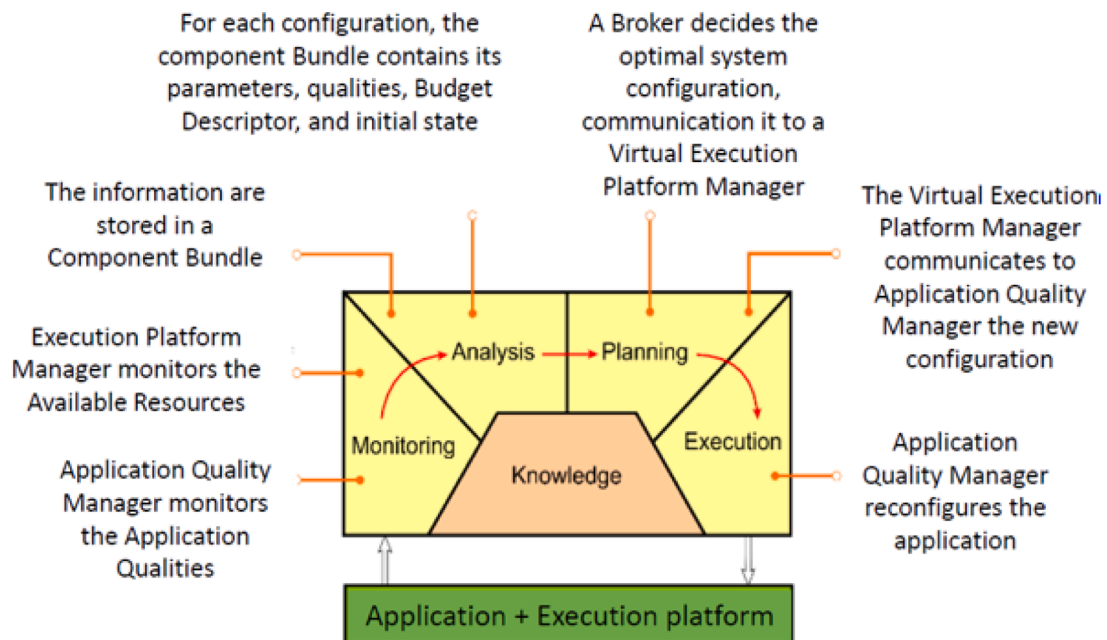 For each configuration, the
component Bundle contains its
parameters, qualities, Budget
Descriptor, and initial state
A Broker decides the
optimal system
configuration,
communication it to a
Virtual Execution
Platform Manager
The information are
stored in a
Component Bundle
The Virtual Execution
Platform Manager
communicates to
Application Quality
Manager the new
configuration
Execution Platform
Manager monitors the
Available Resources
Analysis
Planning
Monitoring
Execution
Knowledge
Application Quality
Manager monitors
the Application
Qualities
Application
Quality Manager
reconfigures the
application
Application + Execution platform